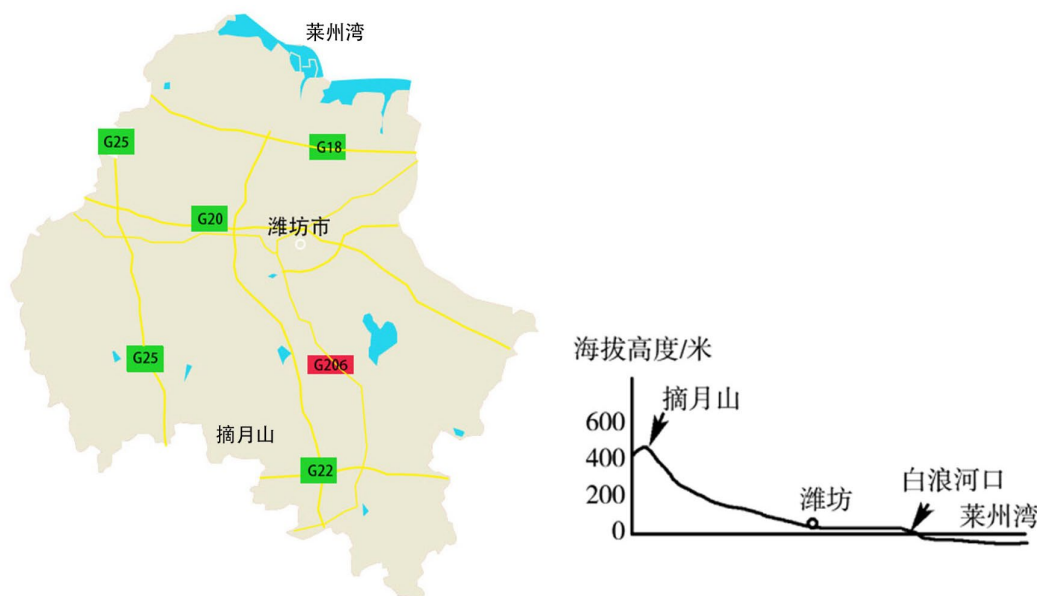 莱州湾
G25
G18
G20
潍坊市
G25
G206
摘月山
G22
海拔高度/米
600
400
200
0
摘月山
潍坊
白浪河口
莱州湾